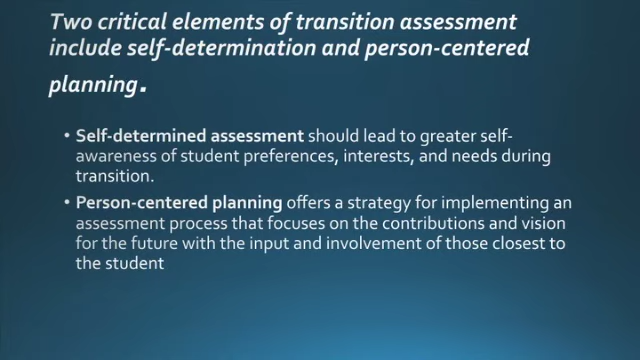 Two critical elements of transition assessment
include self-determination and person-centered
planning.
• Self-determined assessment should lead to greater self-
awareness of student preferences, interests, and needs during
transition.
• Person-centered planning offers a strategy for implementing an
assessment process that focuses on the contributions and vision
for the future with the input and involvement of those closest to
the student